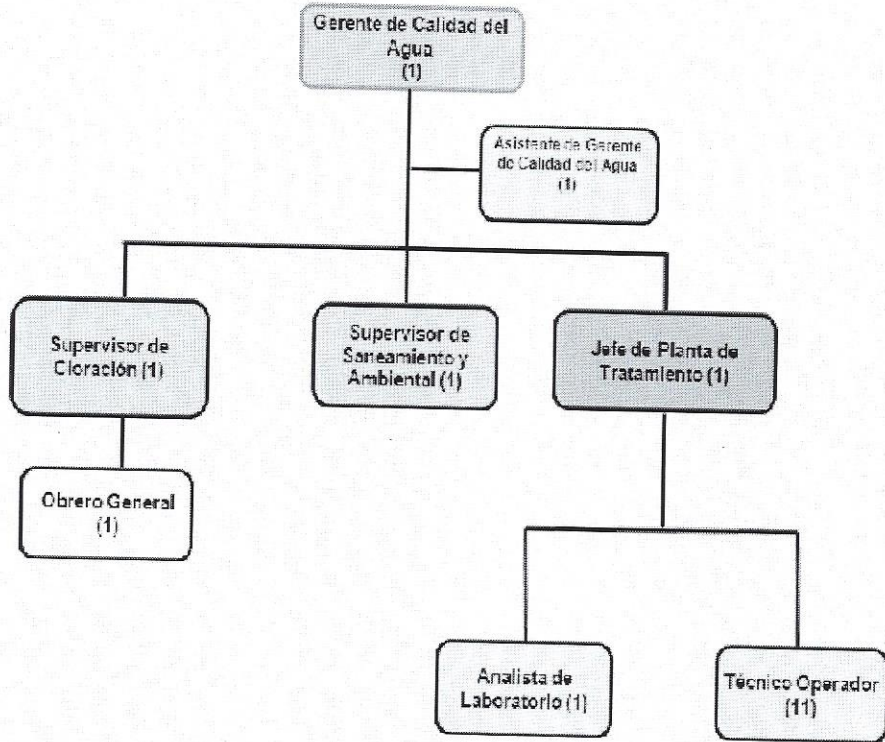 Gerente de Calidad del
Agua
(1)
Asistente de Gerente
de Calidad del Agua
(1)
Supervisor de
Cloración (1)
Supervisor de
Saneamiento y
Ambiental (1)
Jefe de Planta de
Tratamiento (1)
Obrero General
(1)
Analista de
Laboratorio (1)
Técnico Operador
(11)